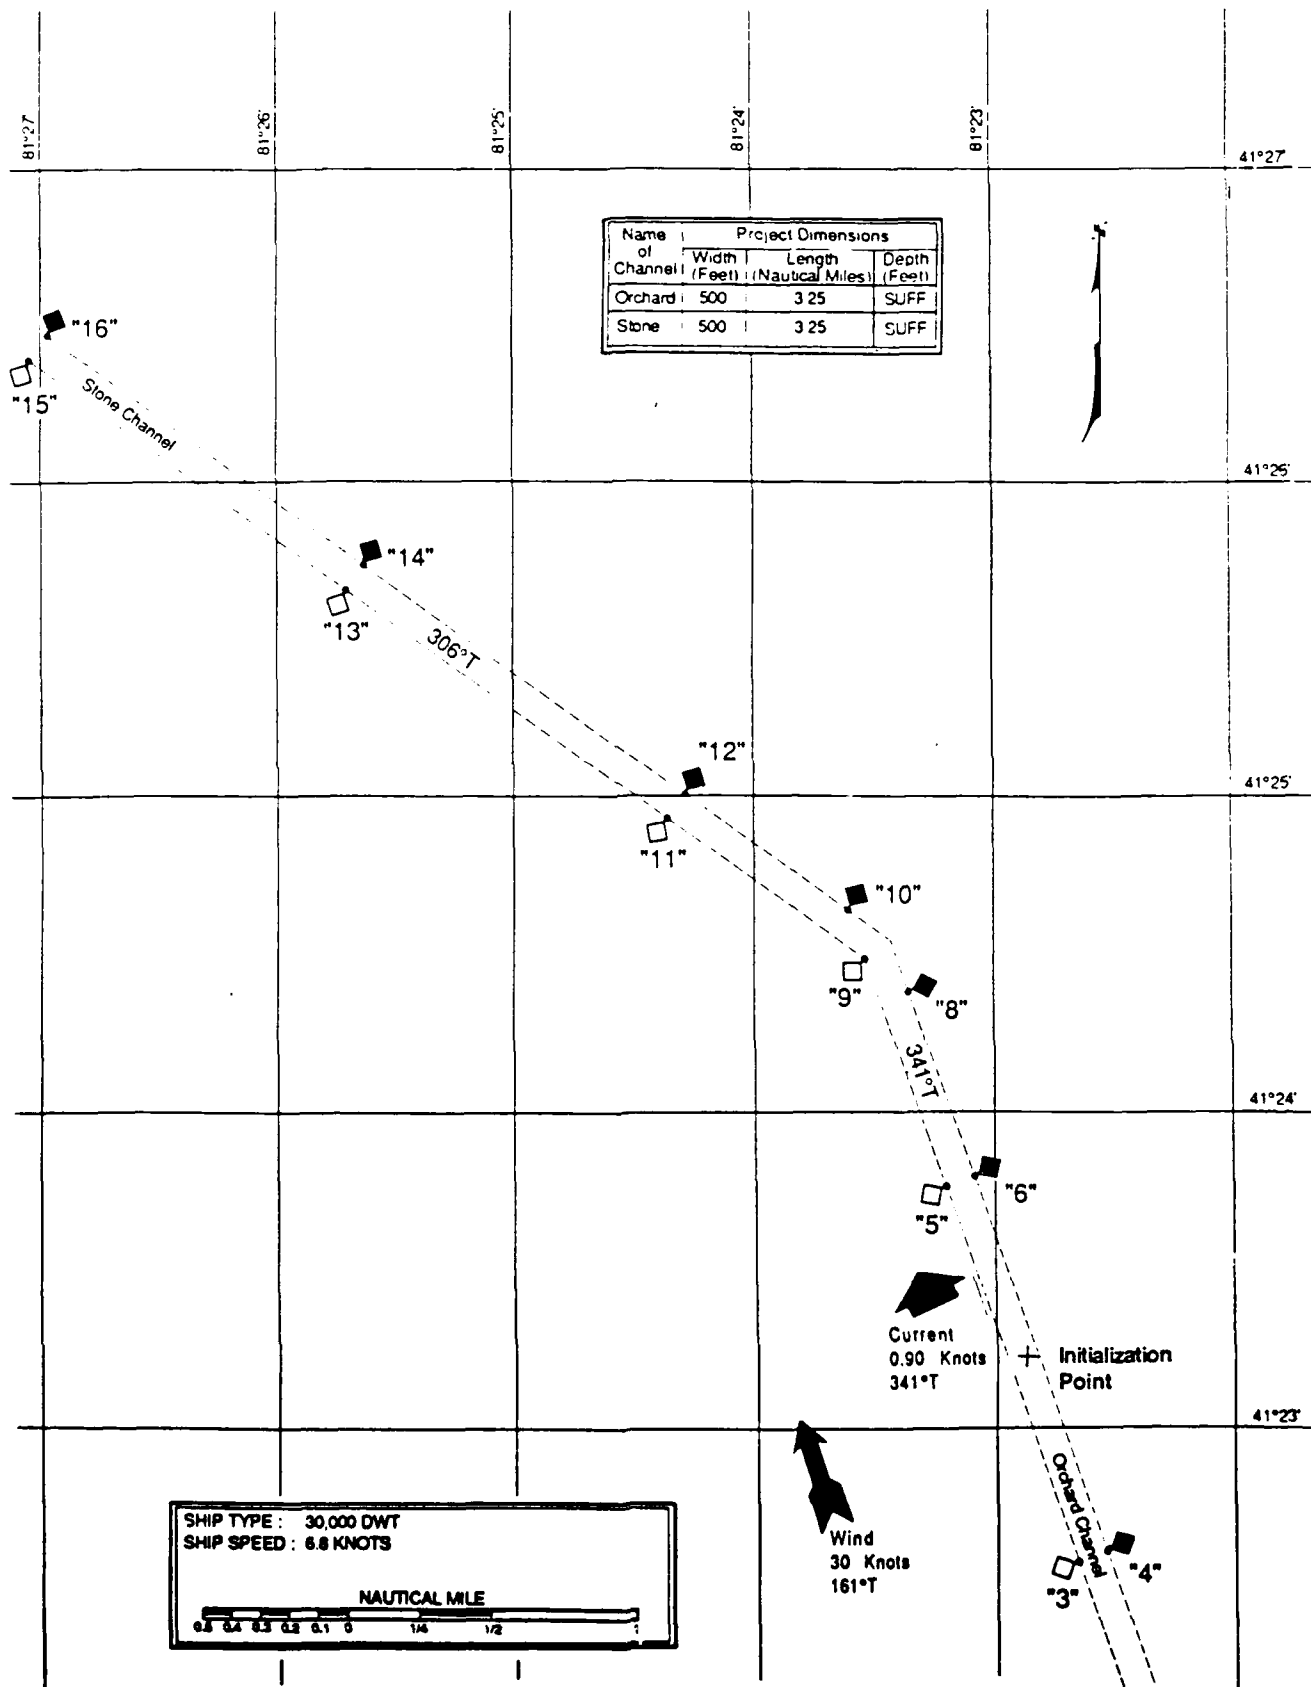 81°27'
81°26'
81°25'
81°24'
81°23'
41°27'
Name of Channel
Project Dimensions
Width (Feet)
Length (Nautical Miles)
Depth (Feet)
Orchard 500 3 25 SUFF
Stone 500 3 25 SUFF
"16"
"15"
Stone Channel
41°26'
"14"
"13"
306°T
"12"
41°25'
"11"
"10"
"9"
"8"
341°T
41°24'
"6"
"5"
Current
0.90 Knots
341°T
Initialization
Point
41°23'
Orchard Channel
Wind
30 Knots
161°T
"4"
"3"
SHIP TYPE : 30,000 DWT
SHIP SPEED : 6.8 KNOTS
NAUTICAL MILE
0.5 0.4 0.3 0.2 0.1 0 1/4 1/2 1